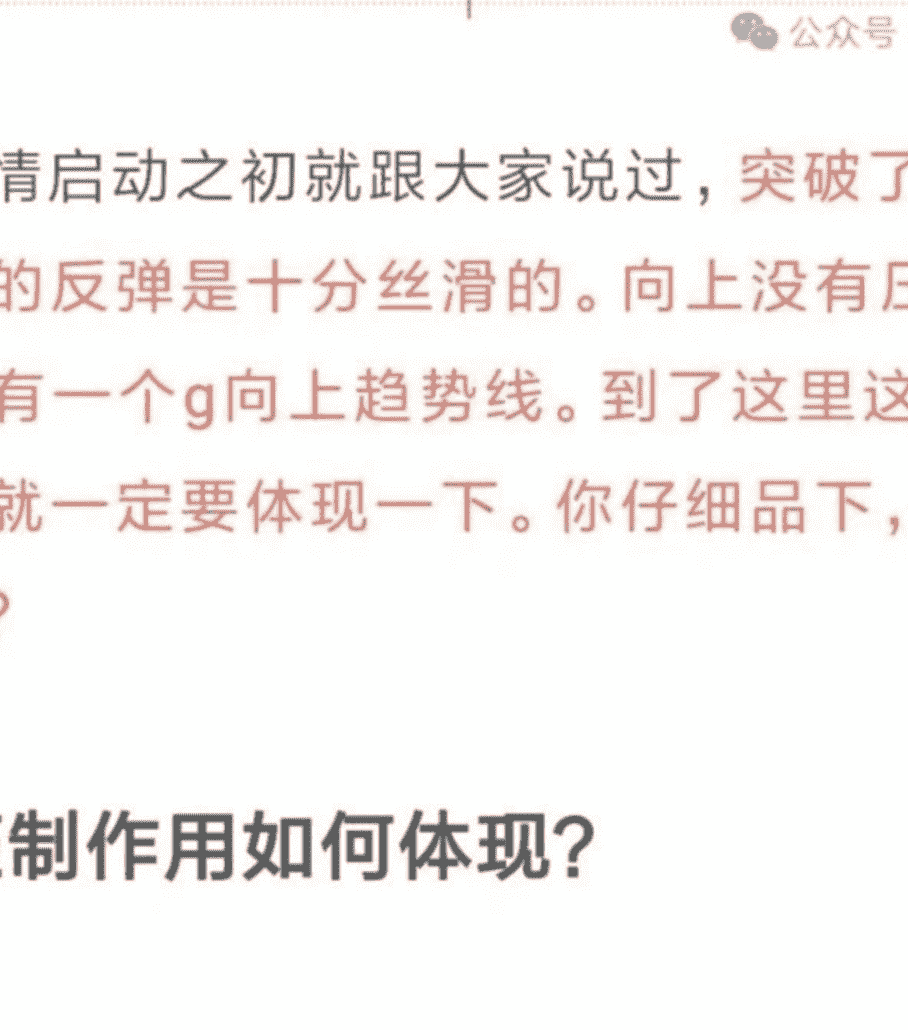 公众号
情启动之初就跟大家说过，突破了
的反弹是十分丝滑的。向上没有压
有一个g向上趋势线。到了这里这
就一定要体现一下。你仔细品下，
?
制作用如何体现?